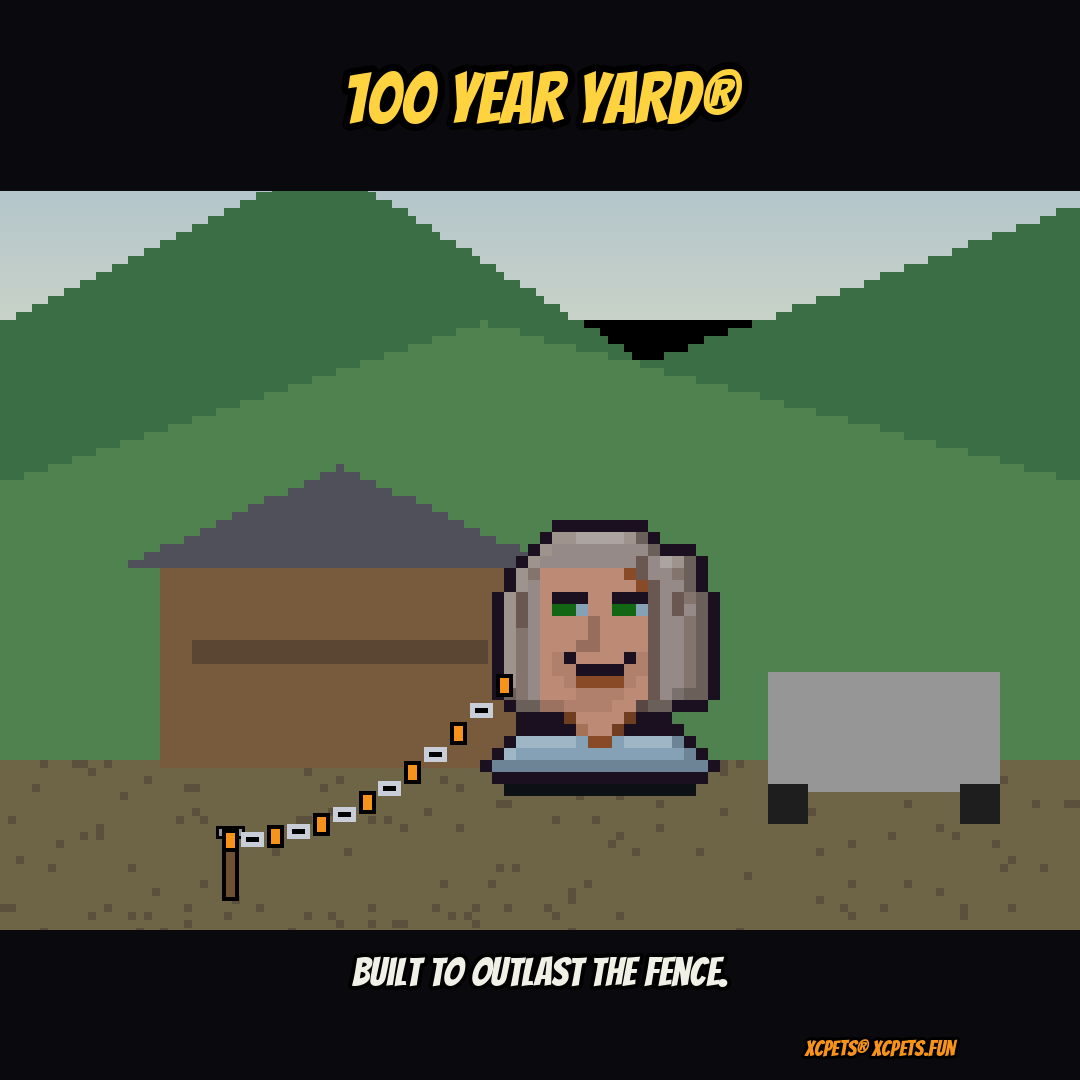 100 YEAR YARD®
BUILT TO OUTLAST THE FENCE.
XCPETS® XCPETS.FUN